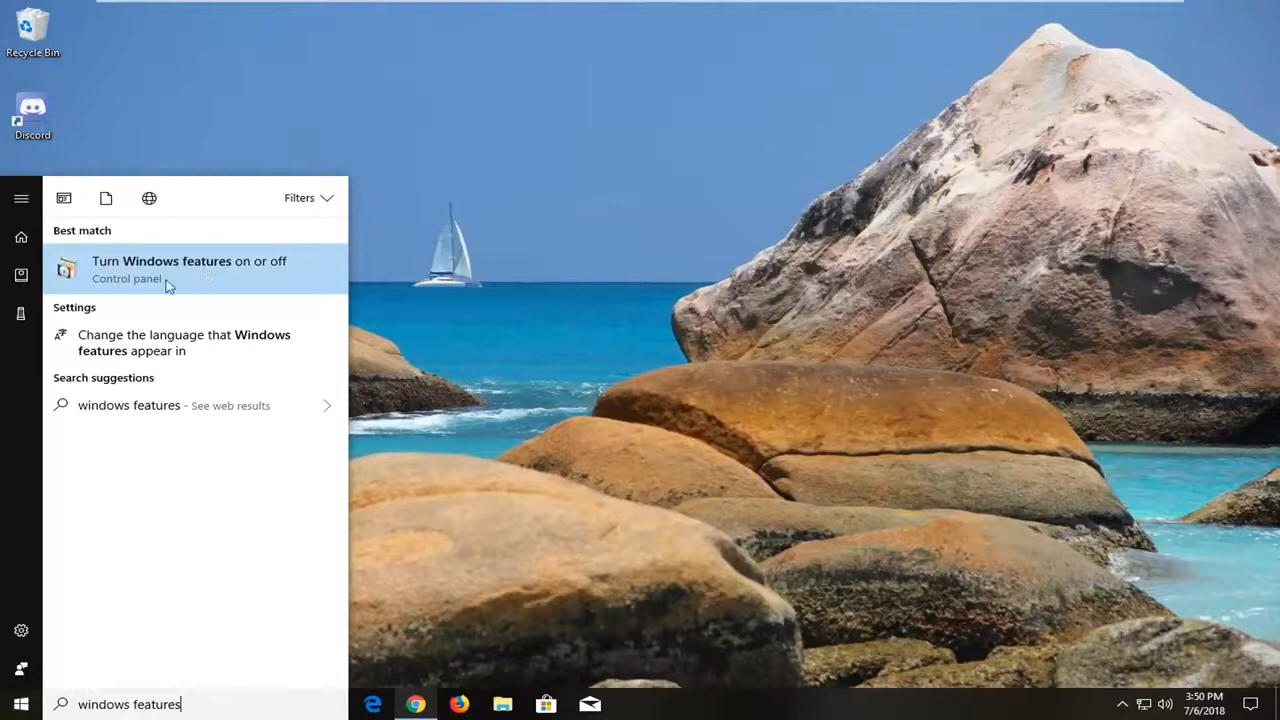 Recycle Bin
Discord
Filters
Best match
Turn Windows features on or off
Control panel
Settings
Change the language that Windows
features appear in
Search suggestions
windows features - See web results
windows features
3:50 PM
7/6/2018